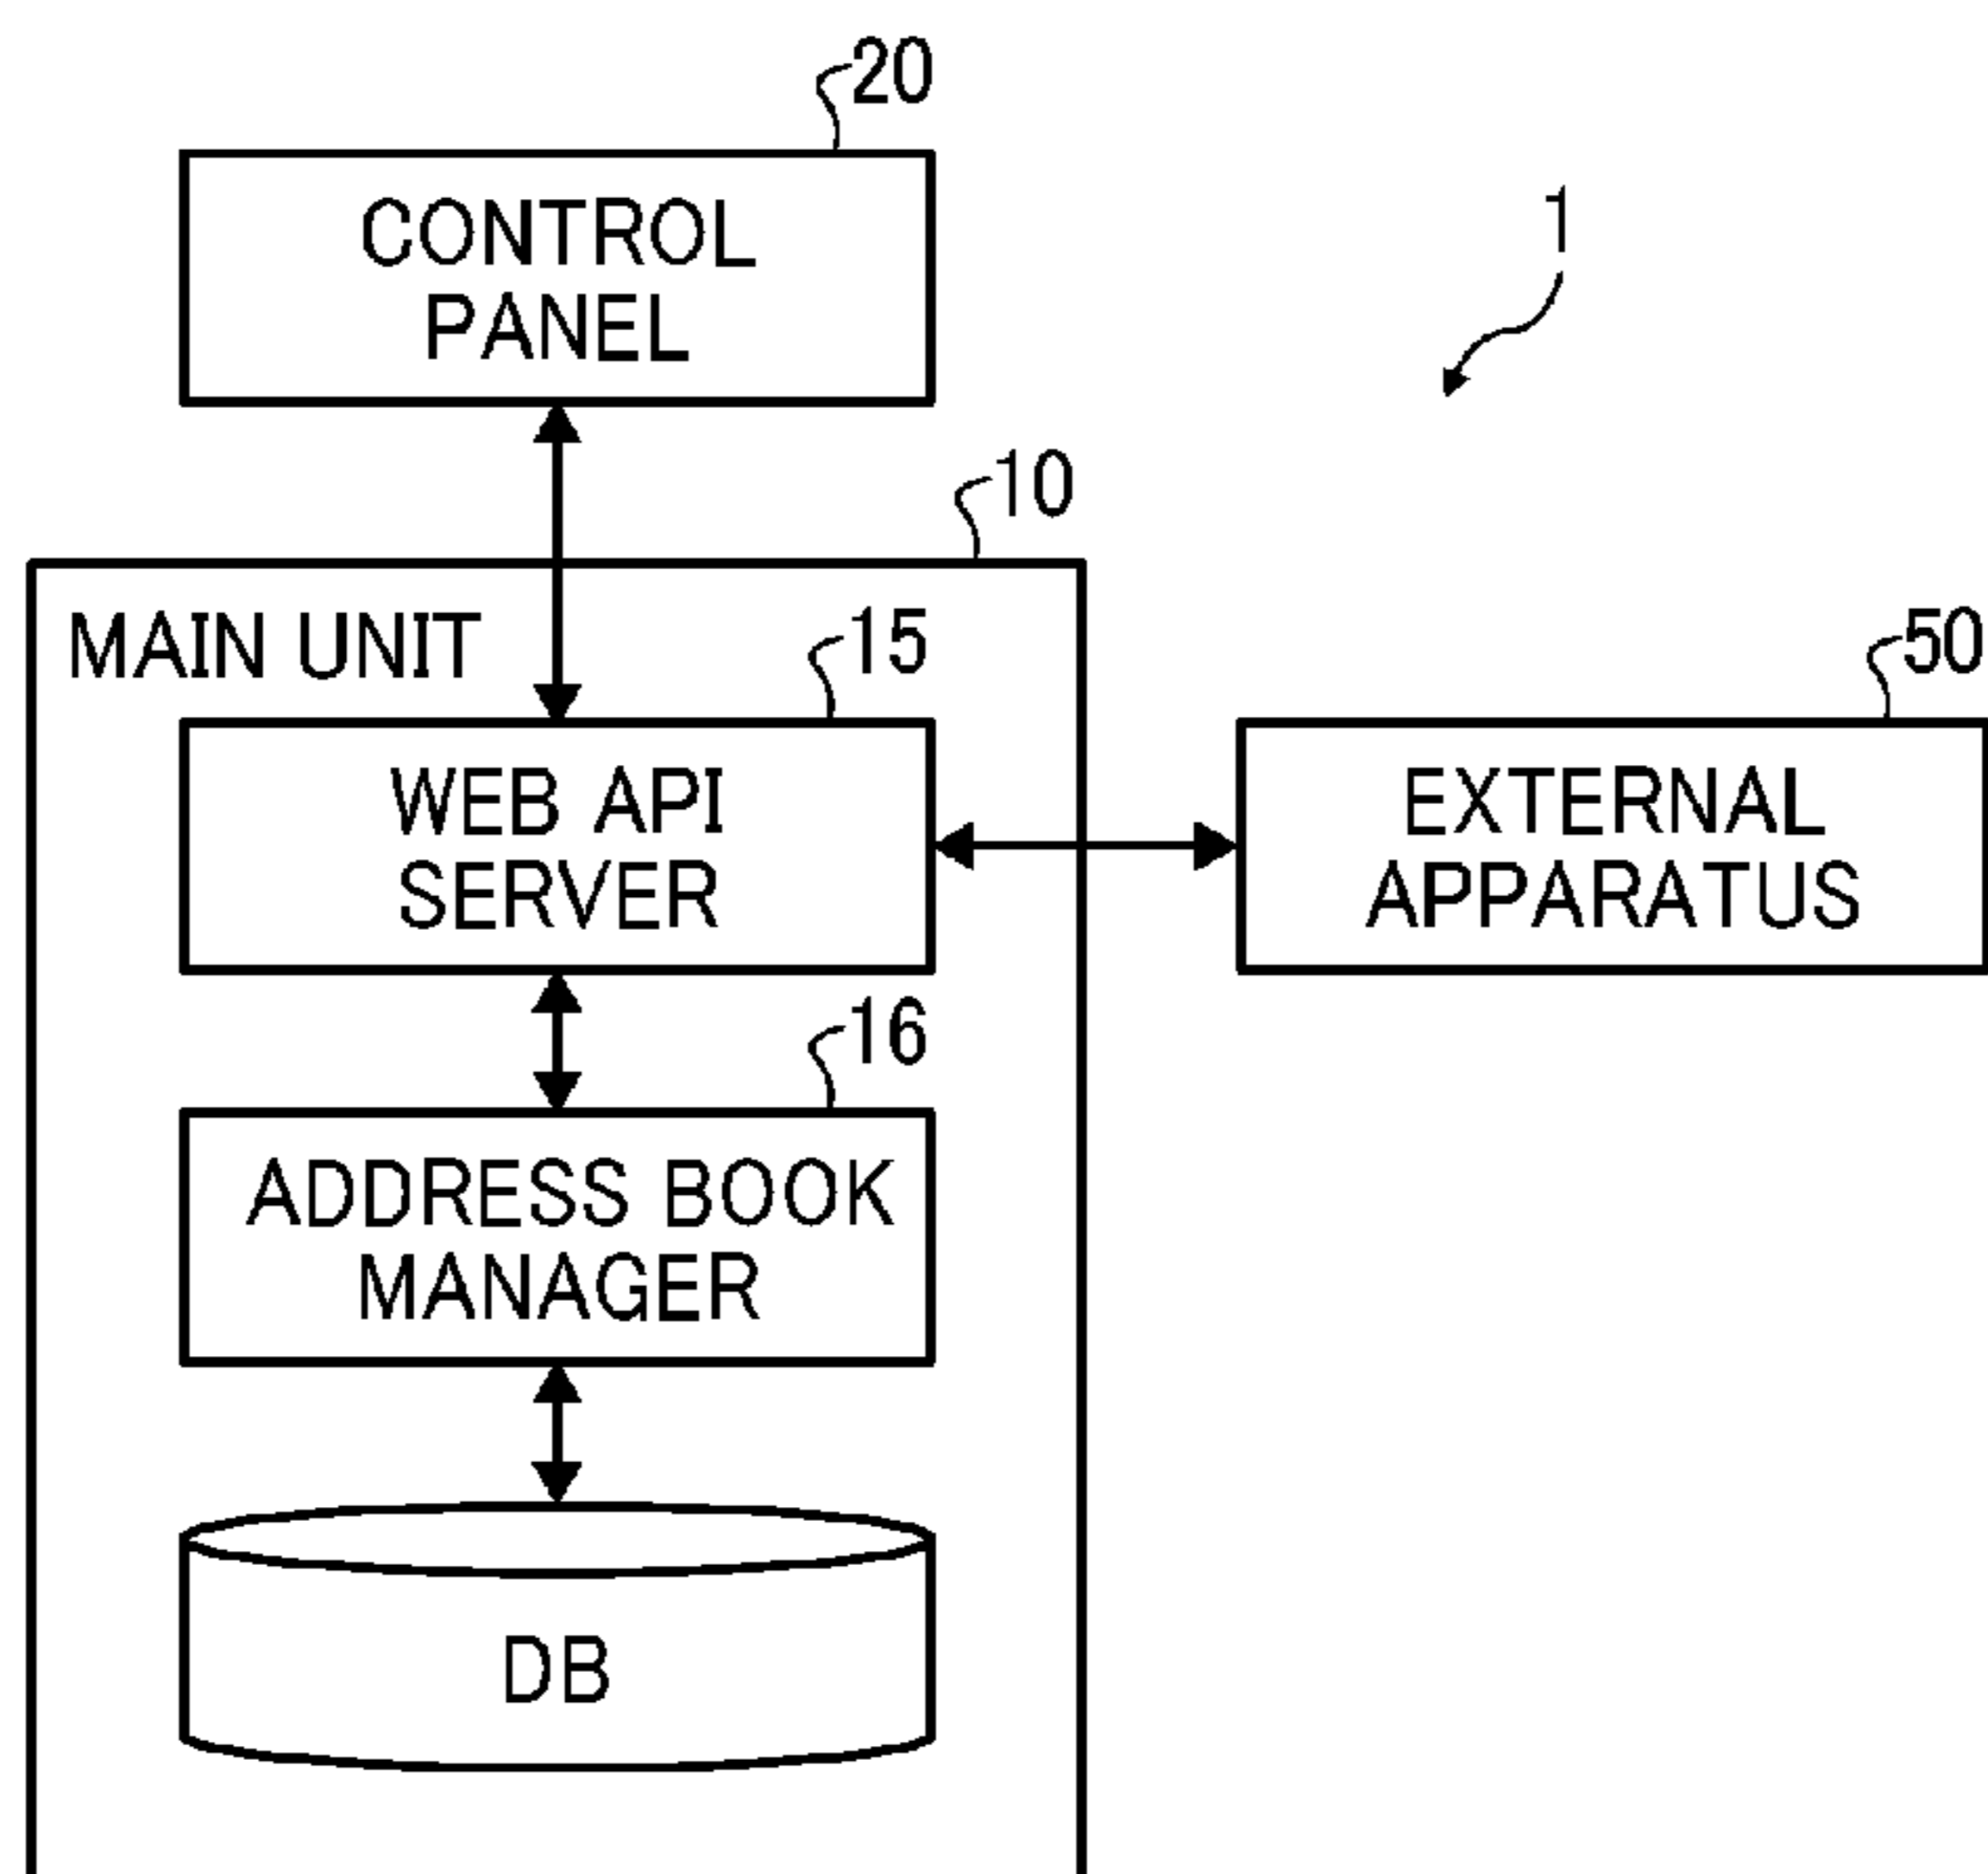 20
CONTROL
PANEL
1
10
MAIN UNIT
15
50
WEB API
SERVER
EXTERNAL
APPARATUS
16
ADDRESS BOOK
MANAGER
DB